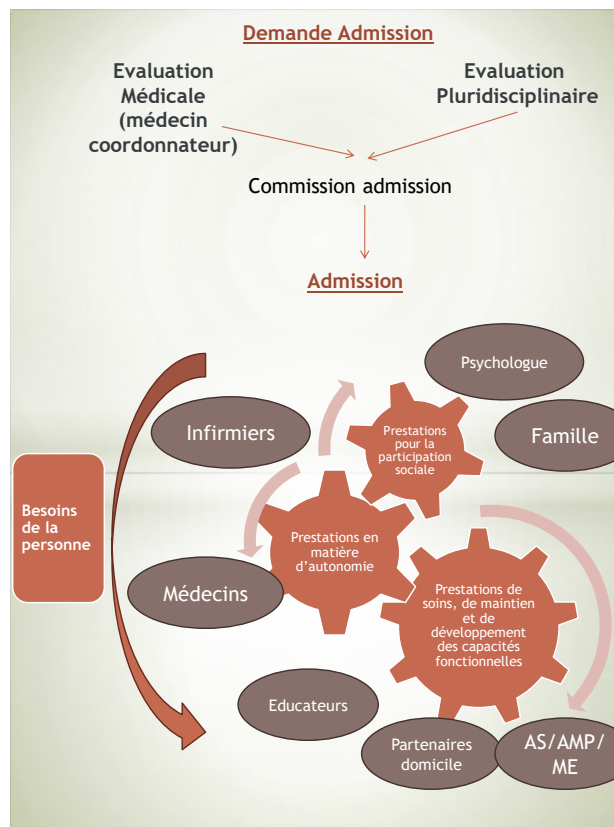 Demande Admission
Evaluation
Médicale
(médecin
coordonnateur)
Evaluation
Pluridisciplinaire
Commission admission
Admission
Psychologue
Infirmiers
Prestations
pour la
participation
sociale
Famille
Besoins
de la
personne
Prestations en
matière
d'autonomie
Médecins
Prestations de
soins, de maintien
et de
développement
des capacités
fonctionnelles
Educateurs
Partenaires
domicile
AS/AMP/
ME